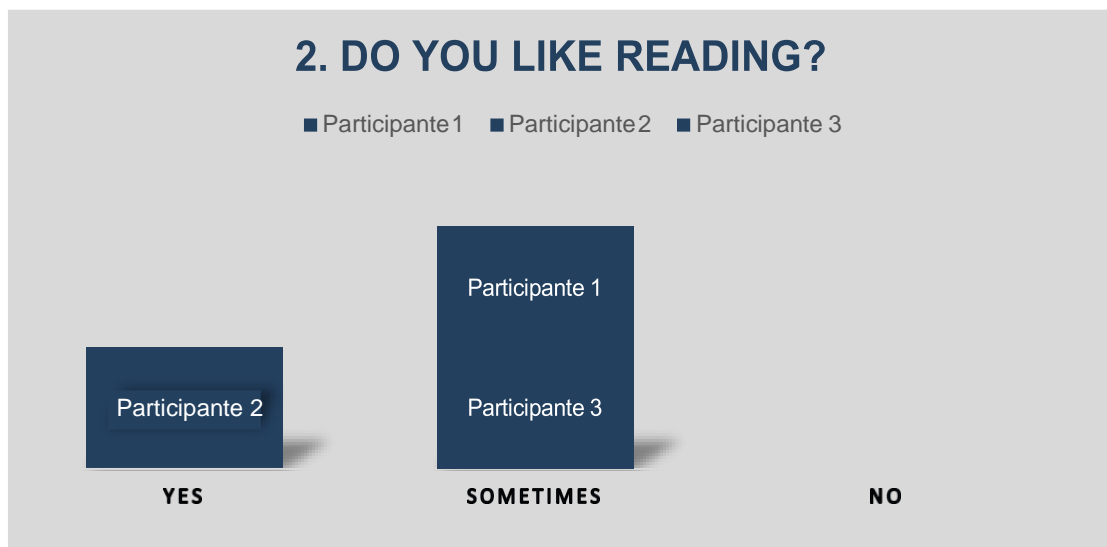 2. DO YOU LIKE READING?
Participante 1 Participante 2 Participante 3
Participante 1
Participante 2 Participante 3
YES SOMETIMES NO